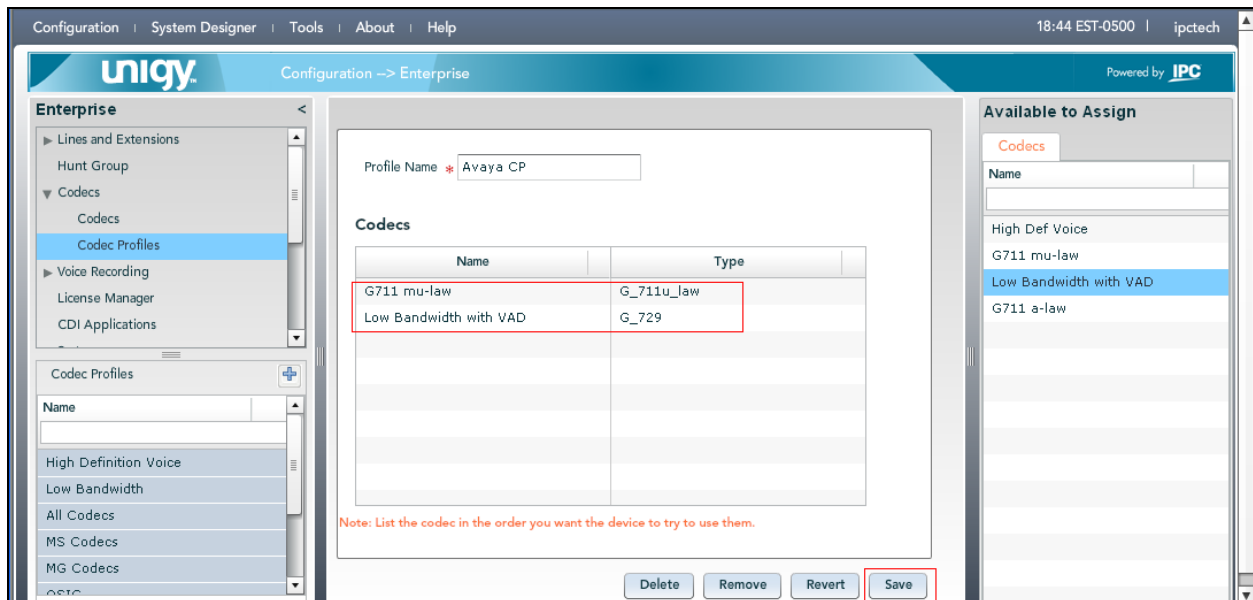 Configuration | System Designer | Tools | About | Help
18:44 EST-0500 | ipctech
unigy
Configuration --> Enterprise
Powered by IPC
Enterprise <
Lines and Extensions
Hunt Group
Codecs
Codecs
Codec Profiles
Voice Recording
License Manager
CDI Applications
Codec Profiles
Name
High Definition Voice
Low Bandwidth
All Codecs
MS Codecs
MG Codecs
Profile Name * Avaya CP
Codecs
Name Type
G711 mu-law G_711u_law
Low Bandwidth with VAD G_729
Note: List the codec in the order you want the device to try to use them.
Delete Remove Revert Save
Available to Assign
Codecs
Name
High Def Voice
G711 mu-law
Low Bandwidth with VAD
G711 a-law